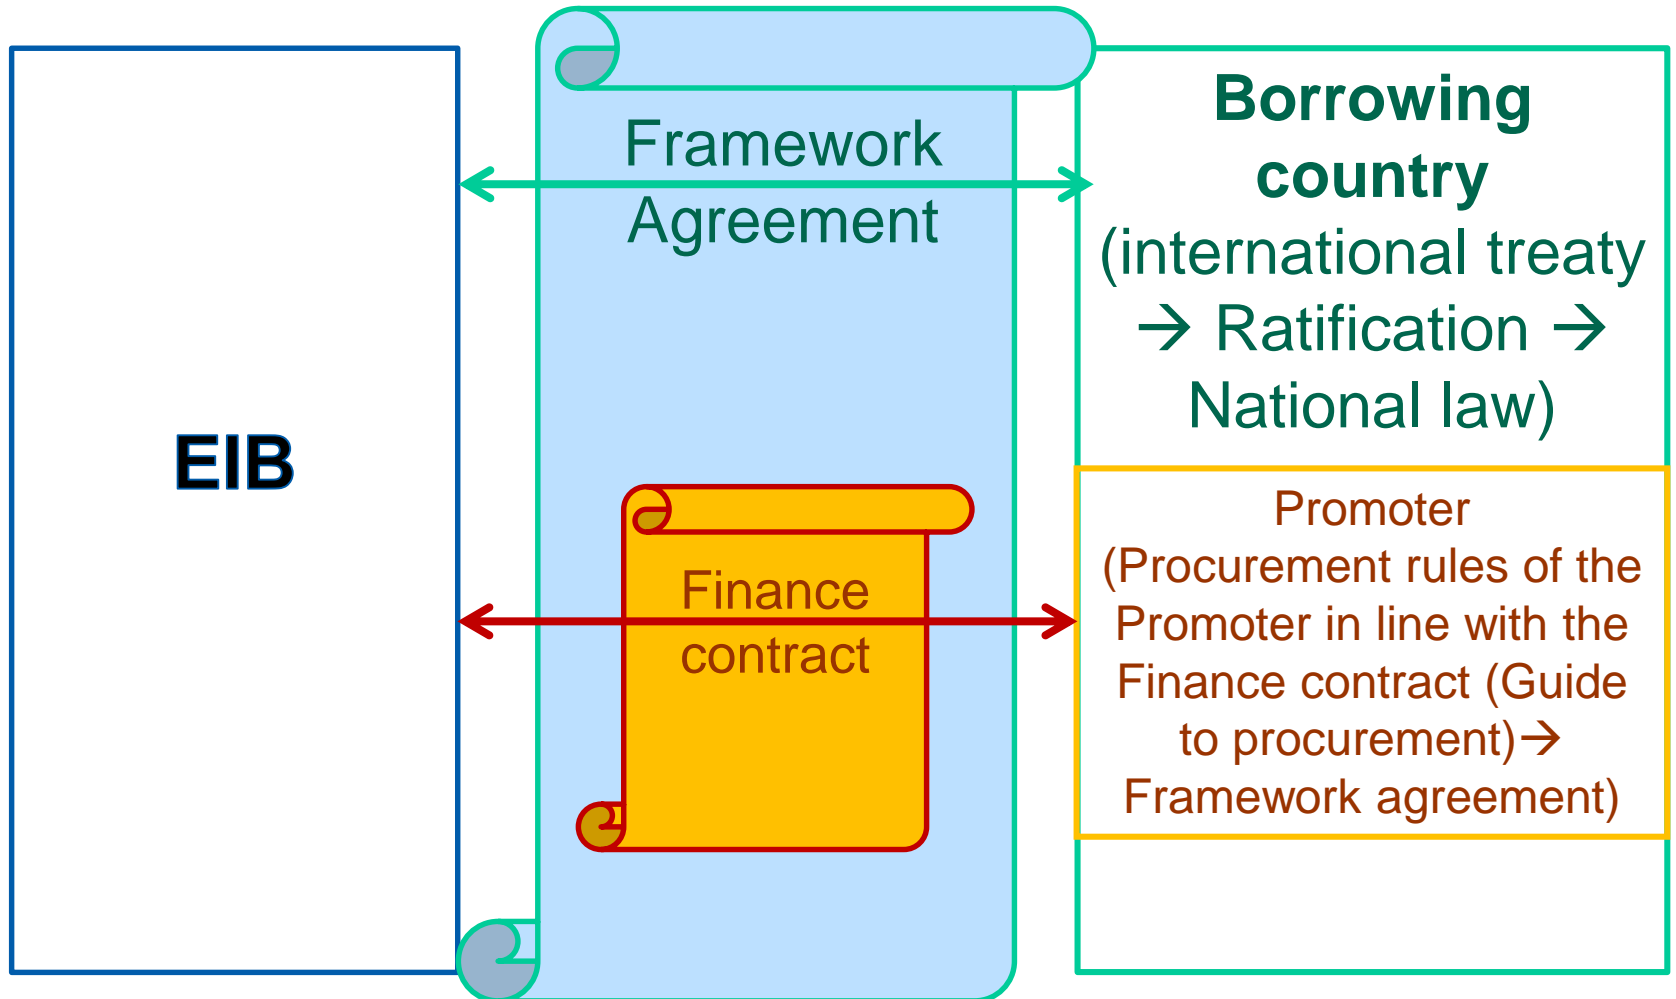 EIB
Framework
Agreement
Finance
contract
Borrowing
country
(international treaty
→ Ratification →
National law)
Promoter
(Procurement rules of the
Promoter in line with the
Finance contract (Guide
to procurement)→
Framework agreement)